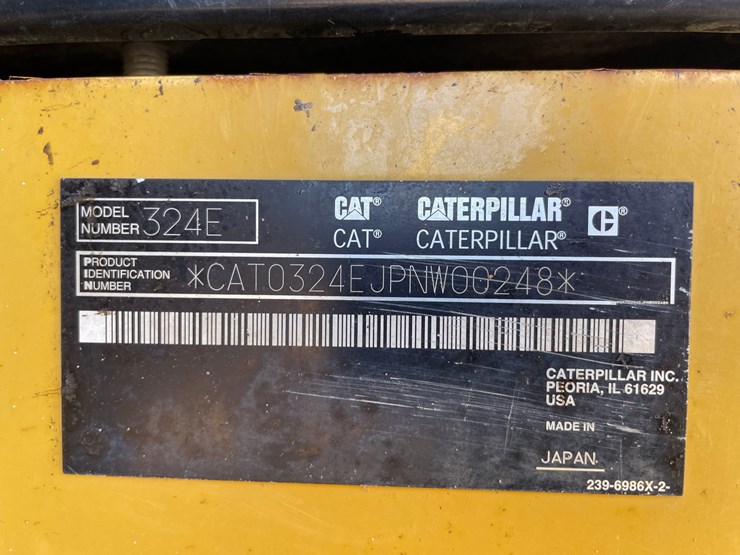 MODEL
NUMBER 324E
CAT® CATERPILLAR® C®
CAT® CATERPILLAR®
PRODUCT
IDENTIFICATION
NUMBER *CAT0324EJPNW00248*
CATERPILLAR INC.
PEORIA, IL 61629
USA
MADE IN
JAPAN
239-6986X-2-